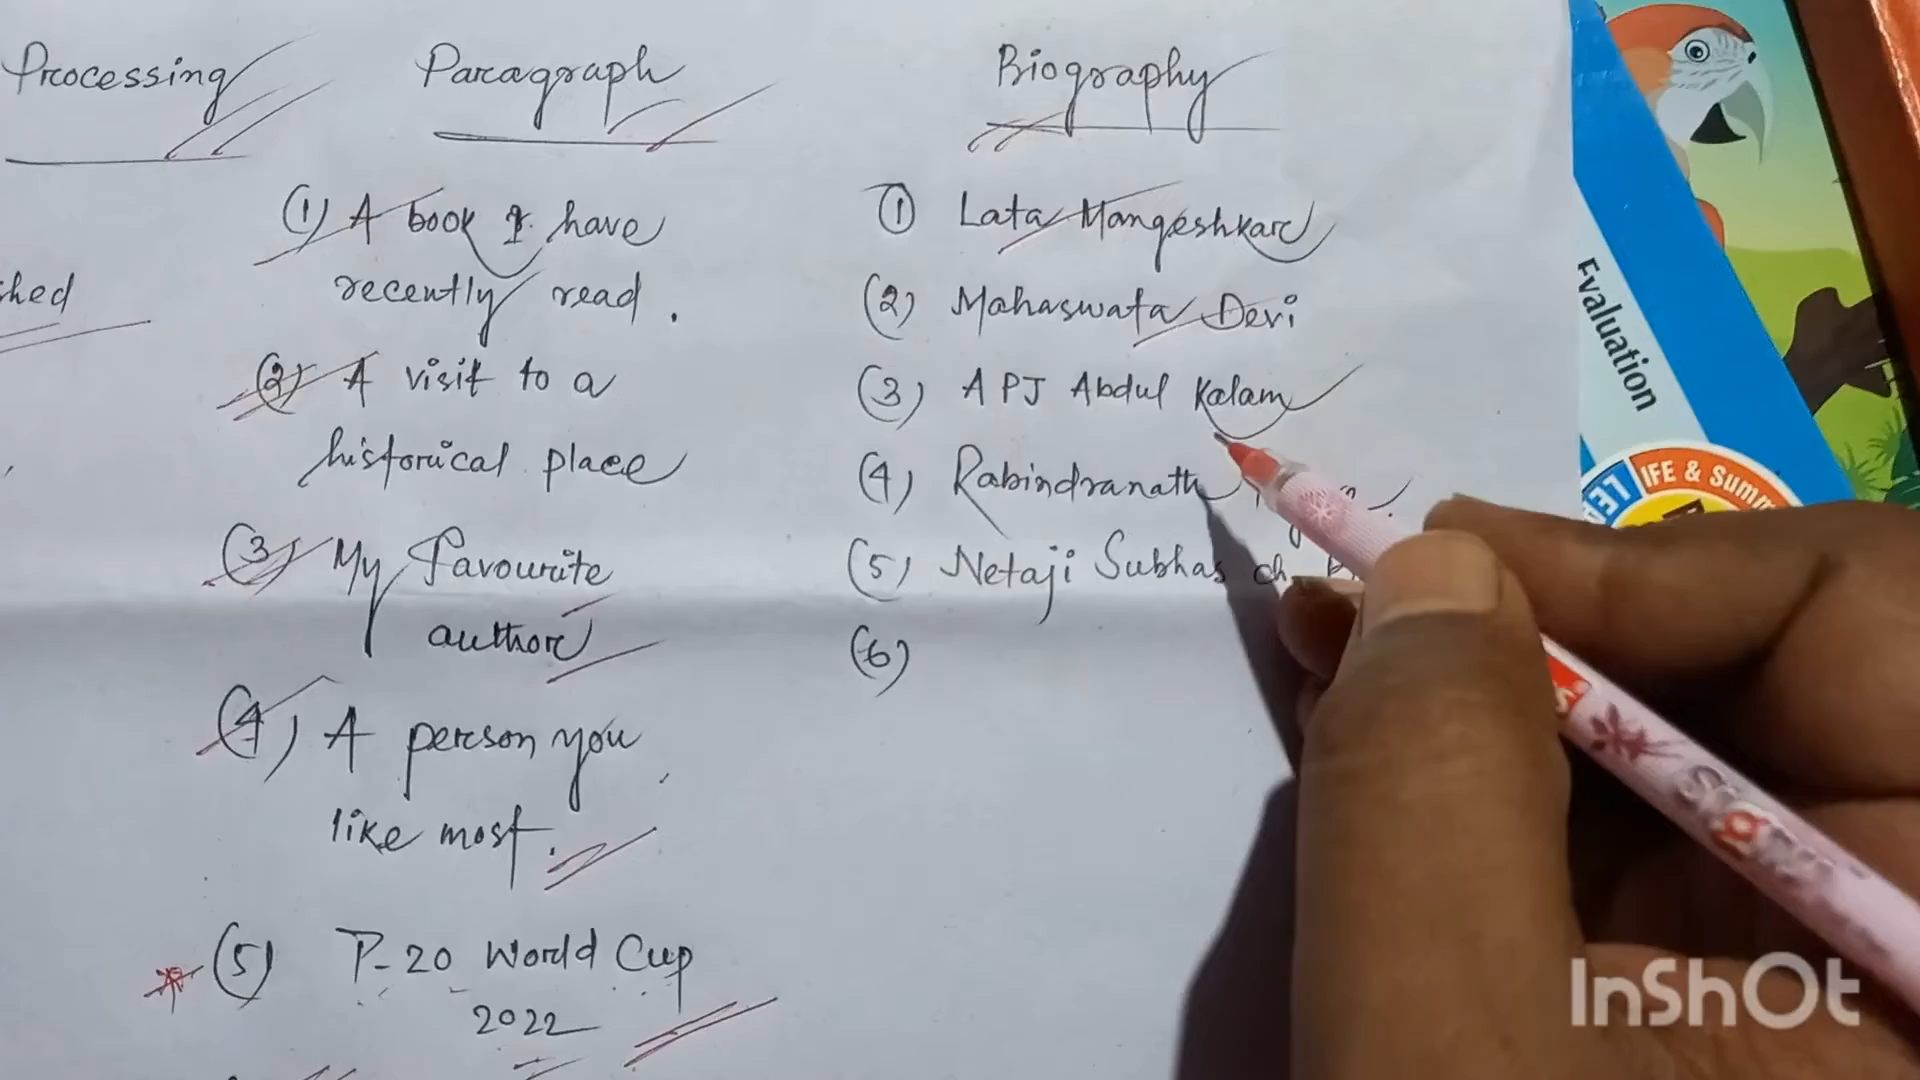 Processing
Paragraph
Biography
(1) A book I have
recently read.
(2) A visit to a
historical place
(3) My Favourite
author
(4) A person you
like most.
(5) P-20 World Cup
2022
① Lata Mangeshkar
(2) Mahaswata Devi
(3) APJ Abdul Kalam
(4) Rabindranath
(5) Netaji Subhas ch.
(6)
Evaluation
IFE & Summ
InShOt